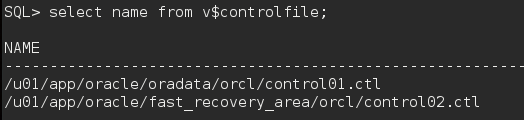 SQL> select name from v$controlfile;
NAME
--------------------------------------------------------------------------------
/u01/app/oracle/oradata/orcl/control01.ctl
/u01/app/oracle/fast_recovery_area/orcl/control02.ctl